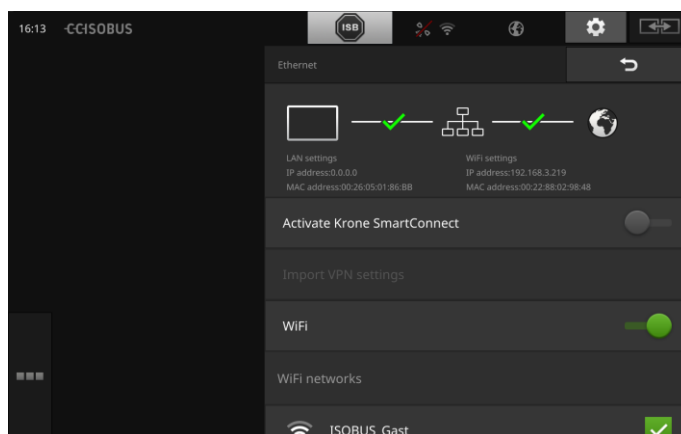 16:13
CCISOBUS
ISB
Ethernet
LAN settings
IP address:0.0.0.0
MAC address:00:26:05:01:86:BB
WiFi settings
IP address:192.168.3.219
MAC address:00:22:88:02:98:48
Activate Krone SmartConnect
Import VPN settings
WiFi
WiFi networks
ISOBUS_Gast